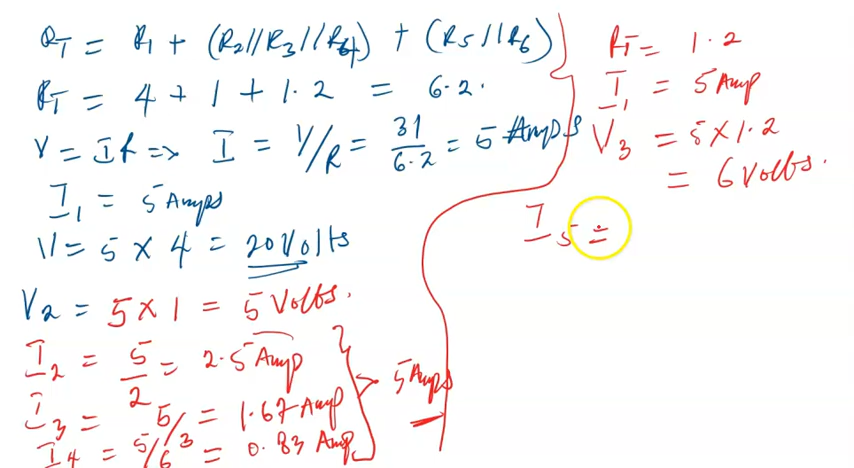 RT = R1 + (R2//R3//R4) + (R5//R6)
RT = 4 + 1 + 1.2 = 6.2.
V = IR => I = V/R = 31/6.2 = 5 Amps
I1 = 5 Amps
V = 5 x 4 = 20 Volts
V2 = 5 x 1 = 5 Volts.
I2 = 5/2 = 2.5 Amp
I3 = 5/3 = 1.67 Amp
I4 = 5/6 = 0.83 Amp
5 Amps
RT = 1.2
I1 = 5 Amp
V3 = 5 x 1.2
= 6 Volts.
I5 =